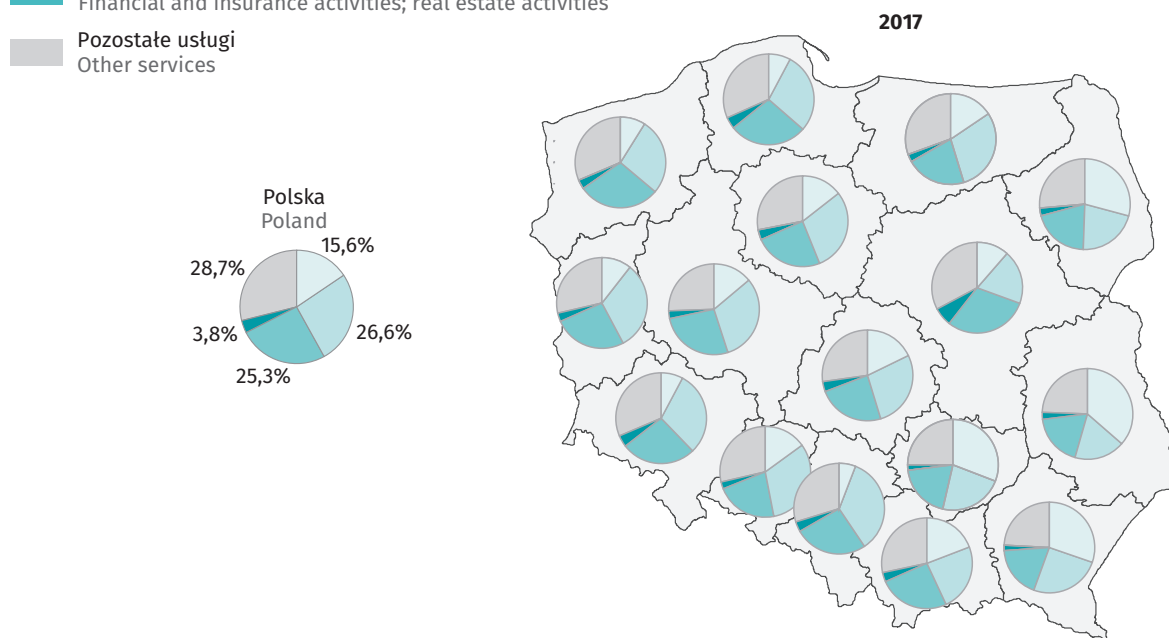 Financial and insurance activities; real estate activities
Pozostałe usługi
Other services
2017
Polska
Poland
15,6%
28,7%
3,8%
26,6%
25,3%